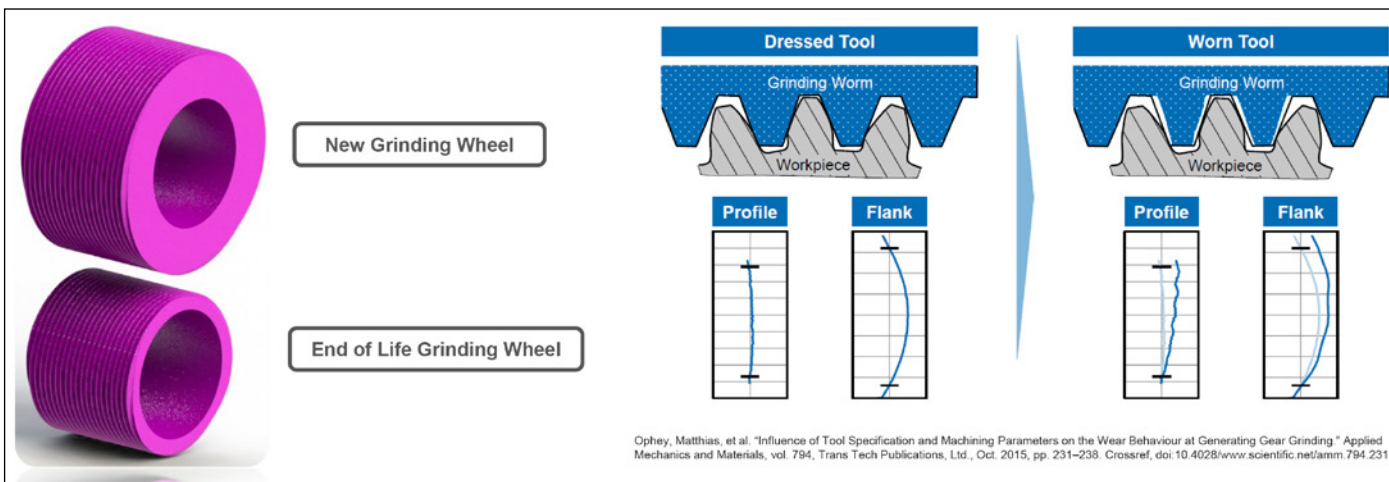 New Grinding Wheel
End of Life Grinding Wheel
Dressed Tool
Grinding Worm
Workpiece
Profile
Flank
Worn Tool
Grinding Worm
Workpiece
Profile
Flank
Ophey, Matthias, et al. “Influence of Tool Specification and Machining Parameters on the Wear Behaviour at Generating Gear Grinding.” Applied
Mechanics and Materials, vol. 794, Trans Tech Publications, Ltd., Oct. 2015, pp. 231–238. Crossref, doi:10.4028/www.scientific.net/amm.794.231